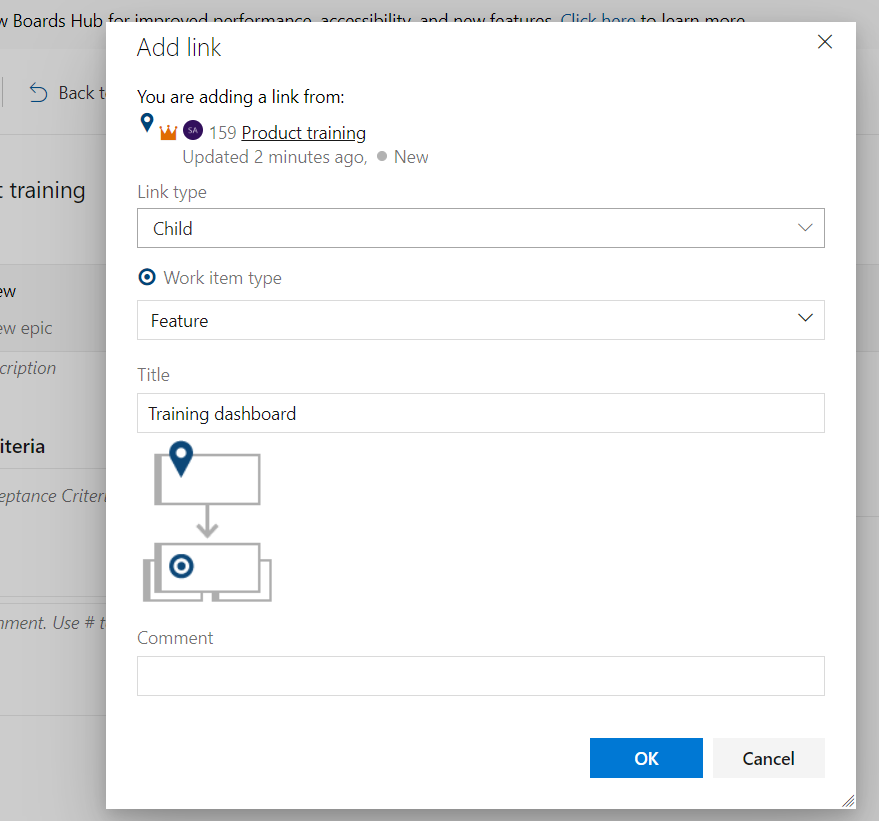 w Boards Hub for improved performance, accessibility, and new features. Click here to learn more
Add link
Back t
You are adding a link from:
SA 159 Product training
Updated 2 minutes ago, New
t training
Link type
Child
Work item type
ew
Feature
ew epic
cription
Title
Training dashboard
iteria
eptance Criteri
mment. Use # t
Comment
OK Cancel